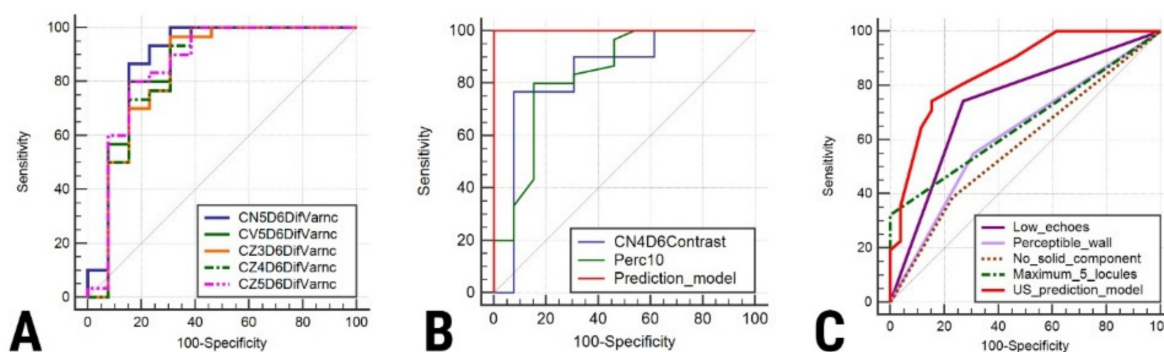 100
80
60
40
20
0
Sensitivity
CN5D6DifVarnc
CV5D6DifVarnc
CZ3D6DifVarnc
CZ4D6DifVarnc
CZ5D6DifVarnc
0 20 40 60 80 100
100-Specificity
A
100
80
60
40
20
0
Sensitivity
CN4D6Contrast
Perc10
Prediction_model
0 20 40 60 80 100
100-Specificity
B
100
80
60
40
20
0
Sensitivity
Low_echoes
Perceptible_wall
No_solid_component
Maximum_5_locules
US_prediction_model
0 20 40 60 80 100
100-Specificity
C